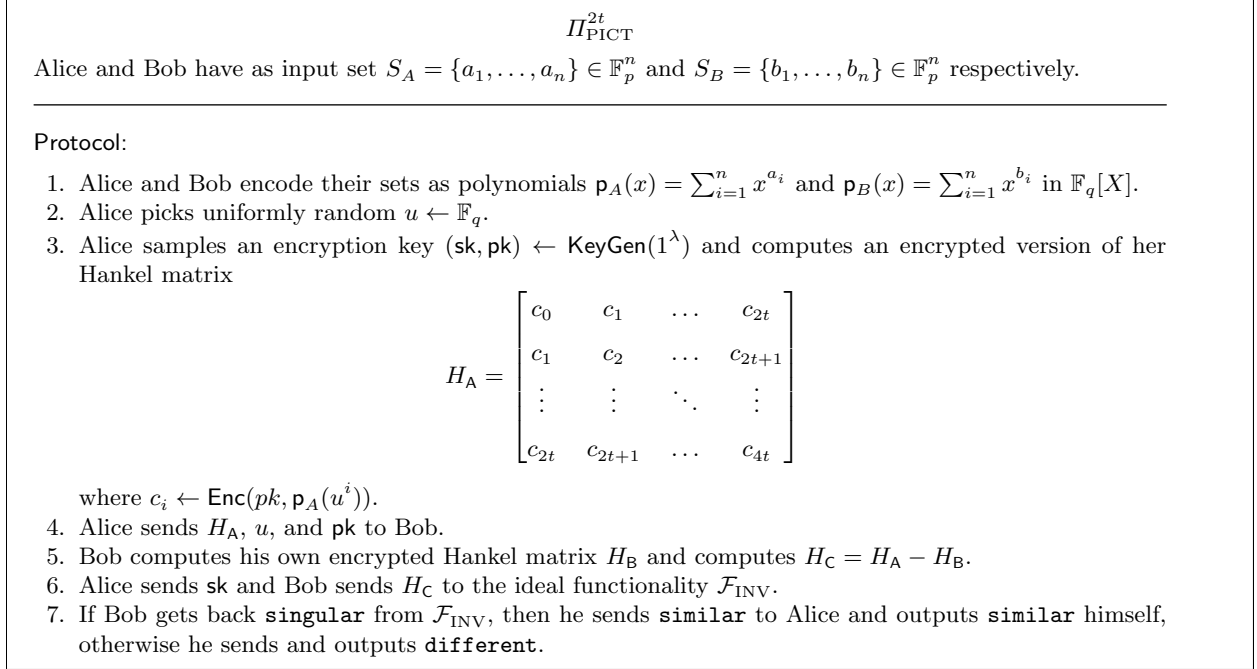 Π^{2t}_{PICT}
Alice and Bob have as input set S_A = {a_1, …, a_n} ∈ 𝔽_p^n and S_B = {b_1, …, b_n} ∈ 𝔽_p^n respectively.
Protocol:
1. Alice and Bob encode their sets as polynomials p_A(x) = ∑_{i=1}^n x^{a_i} and p_B(x) = ∑_{i=1}^n x^{b_i} in 𝔽_q[X].
2. Alice picks uniformly random u ← 𝔽_q.
3. Alice samples an encryption key (sk, pk) ← KeyGen(1^λ) and computes an encrypted version of her
Hankel matrix
H_A = [ c_0 c_1 … c_{2t}
c_1 c_2 … c_{2t+1}
⋮ ⋮ ⋱ ⋮
c_{2t} c_{2t+1} … c_{4t} ]
where c_i ← Enc(pk, p_A(u^i)).
4. Alice sends H_A, u, and pk to Bob.
5. Bob computes his own encrypted Hankel matrix H_B and computes H_C = H_A − H_B.
6. Alice sends sk and Bob sends H_C to the ideal functionality ℱ_{INV}.
7. If Bob gets back singular from ℱ_{INV}, then he sends similar to Alice and outputs similar himself,
otherwise he sends and outputs different.